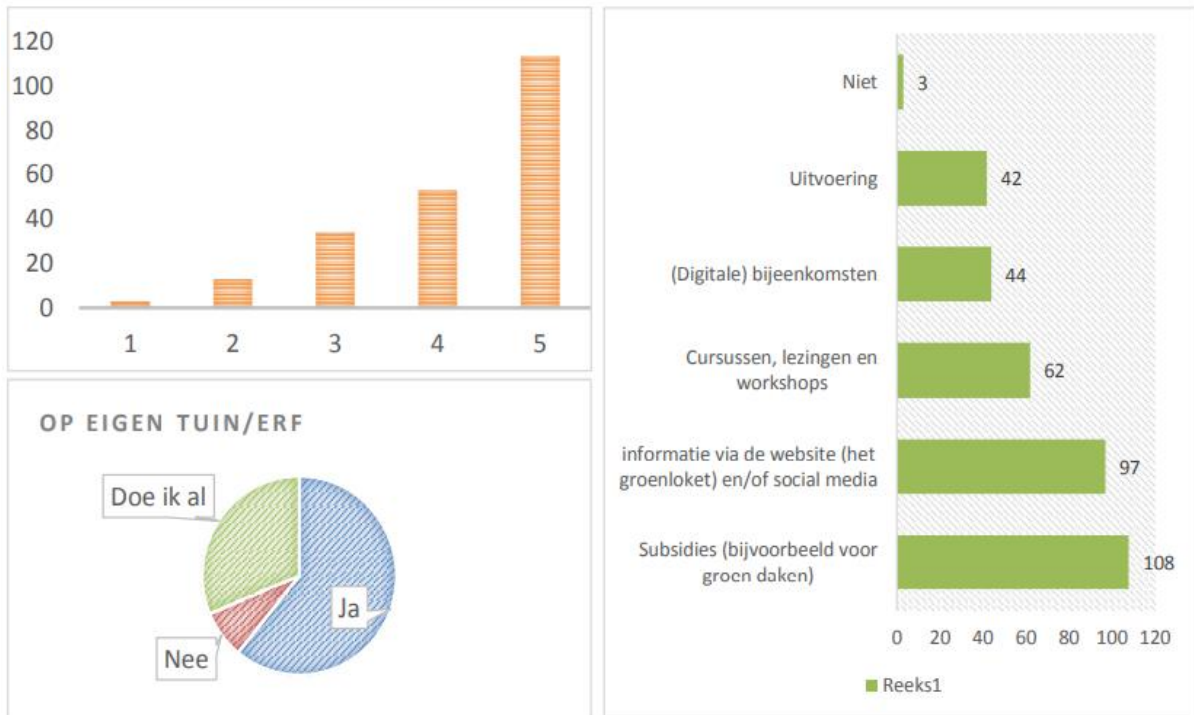 120
100
80
60
40
20
0
1 2 3 4 5
OP EIGEN TUIN/ERF
Doe ik al
Ja
Nee
Niet
3
Uitvoering
42
(Digitale) bijeenkomsten
44
Cursussen, lezingen en
workshops
62
informatie via de website (het
groenloket) en/of social media
97
Subsidies (bijvoorbeeld voor
groen daken)
108
0 20 40 60 80 100 120
Reeks1